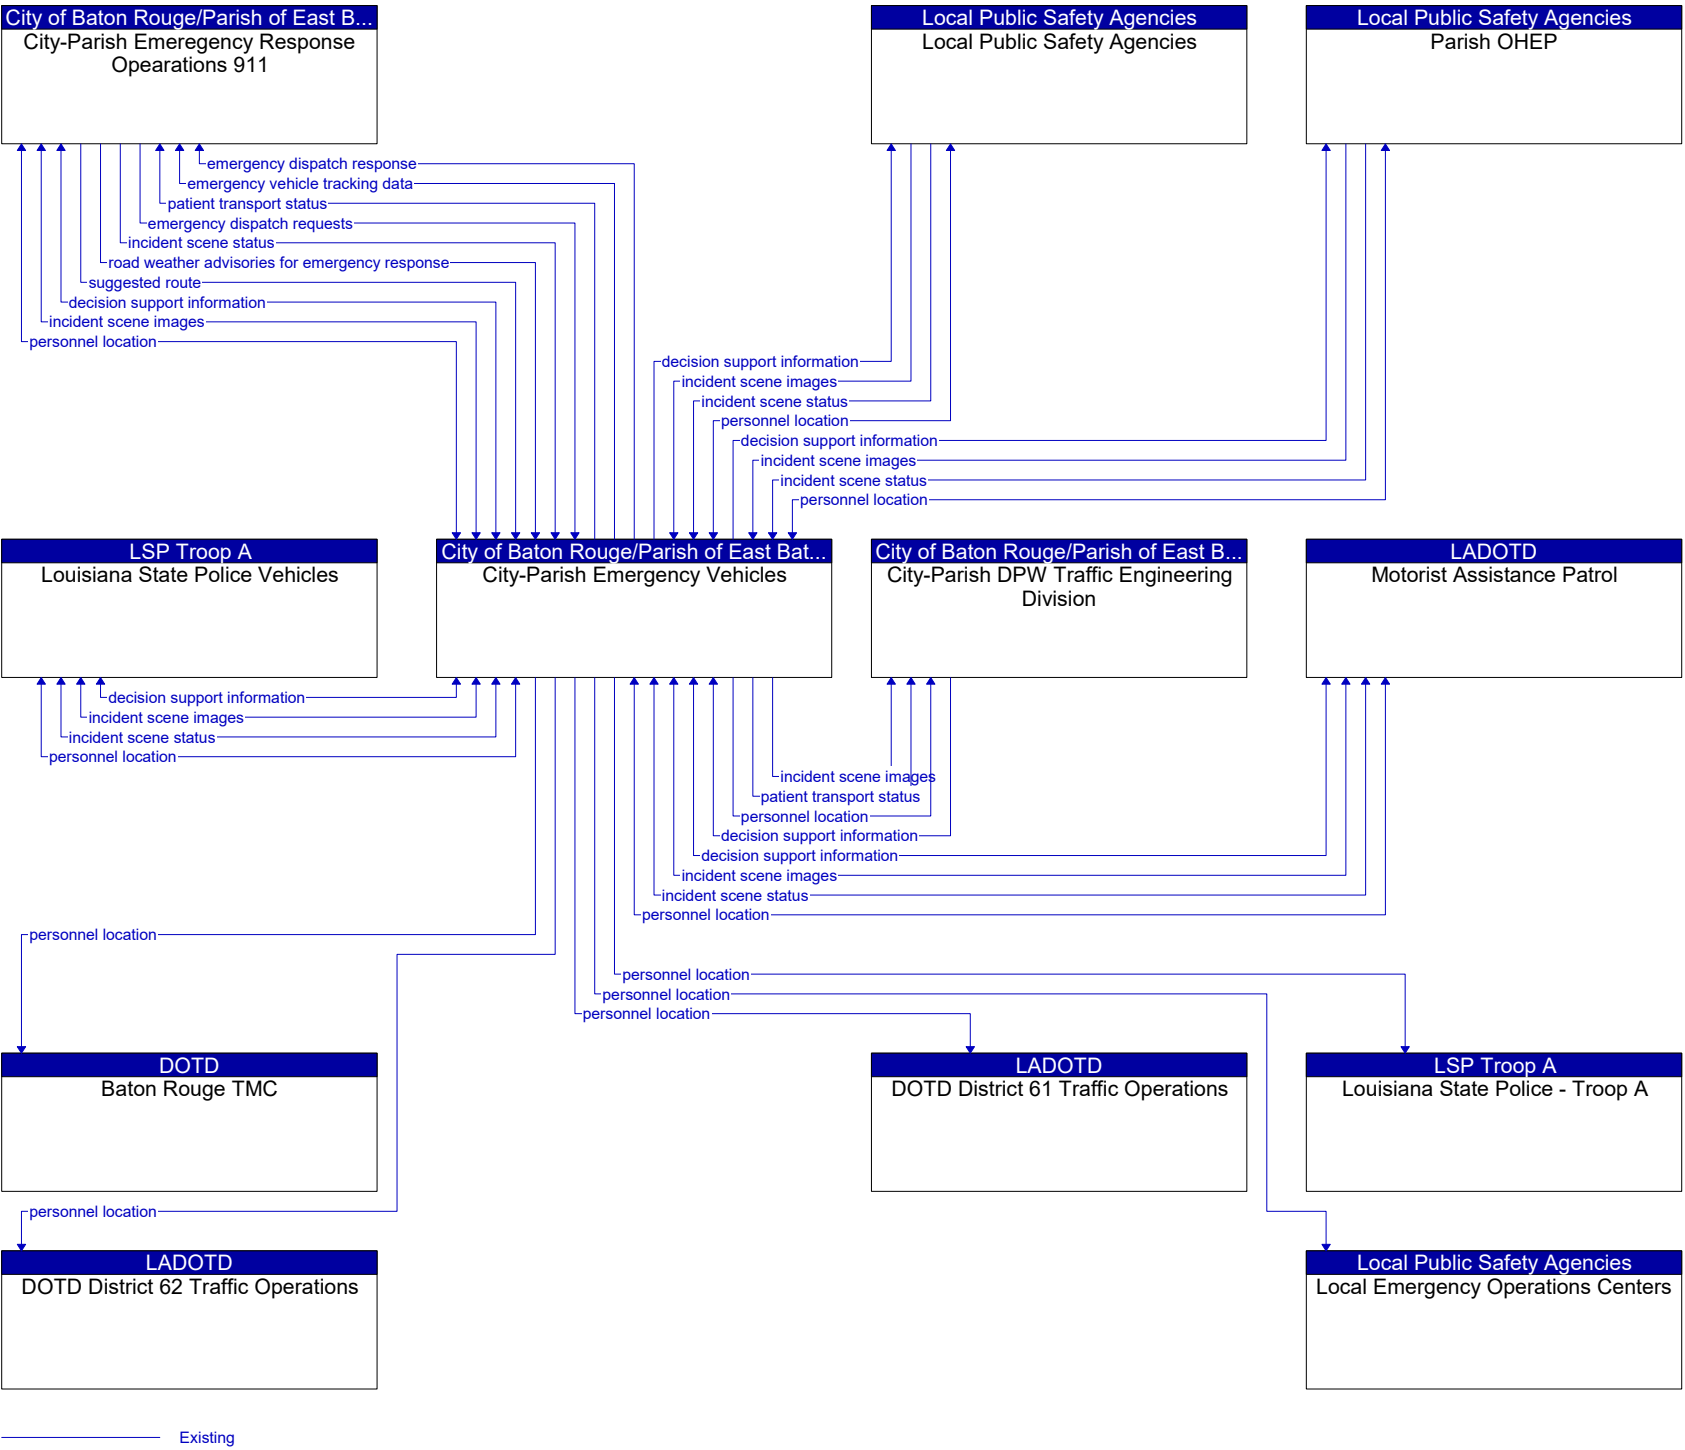 City of Baton Rouge/Parish of East B...
City-Parish Emeregency Response
Opearations 911
Local Public Safety Agencies
Local Public Safety Agencies
Local Public Safety Agencies
Parish OHEP
emergency dispatch response
emergency vehicle tracking data
patient transport status
emergency dispatch requests
incident scene status
road weather advisories for emergency response
suggested route
decision support information
incident scene images
personnel location
decision support information
incident scene images
incident scene status
personnel location
decision support information
incident scene images
incident scene status
personnel location
LSP Troop A
Louisiana State Police Vehicles
City of Baton Rouge/Parish of East Bat...
City-Parish Emergency Vehicles
City of Baton Rouge/Parish of East B...
City-Parish DPW Traffic Engineering
Division
LADOTD
Motorist Assistance Patrol
decision support information
incident scene images
incident scene status
personnel location
incident scene images
patient transport status
personnel location
decision support information
decision support information
incident scene images
incident scene status
personnel location
personnel location
personnel location
personnel location
personnel location
DOTD
Baton Rouge TMC
LADOTD
DOTD District 61 Traffic Operations
LSP Troop A
Louisiana State Police - Troop A
personnel location
LADOTD
DOTD District 62 Traffic Operations
Local Public Safety Agencies
Local Emergency Operations Centers
Existing